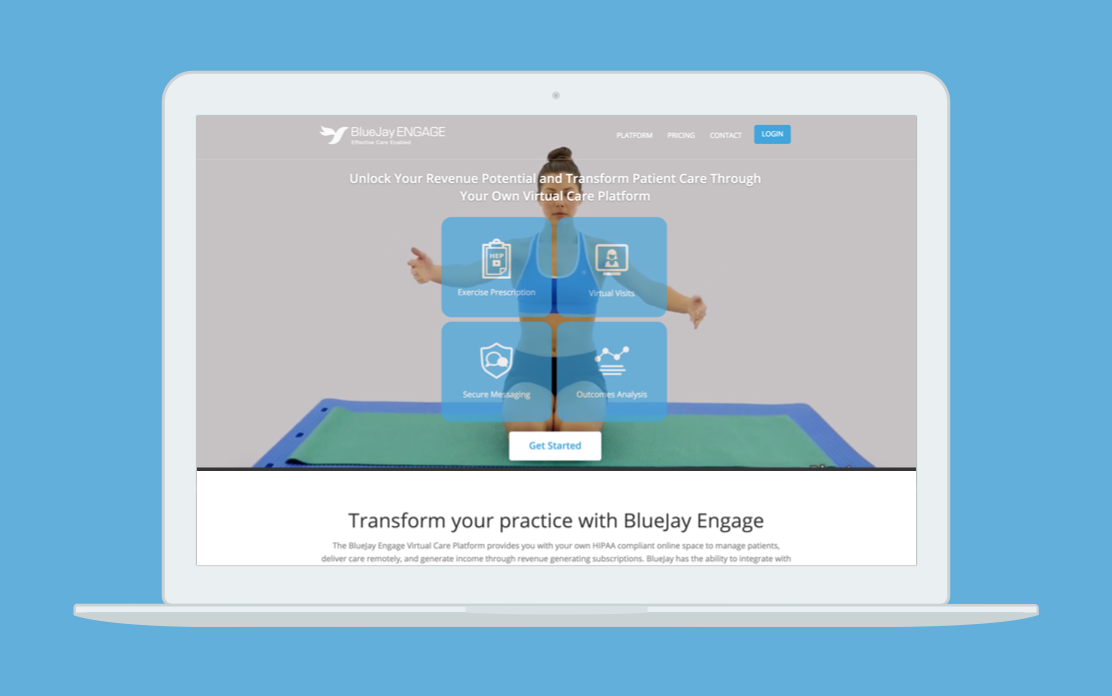 BlueJay ENGAGE
Effective Care Enabled
PLATFORM PRICING CONTACT LOGIN
Unlock Your Revenue Potential and Transform Patient Care Through
Your Own Virtual Care Platform
HEP
Exercise Prescription
Virtual Visits
Secure Messaging
Outcomes Analysis
Get Started
Transform your practice with BlueJay Engage
The BlueJay Engage Virtual Care Platform provides you with your own HIPAA compliant online space to manage patients,
deliver care remotely, and generate income through revenue generating subscriptions. BlueJay has the ability to integrate with